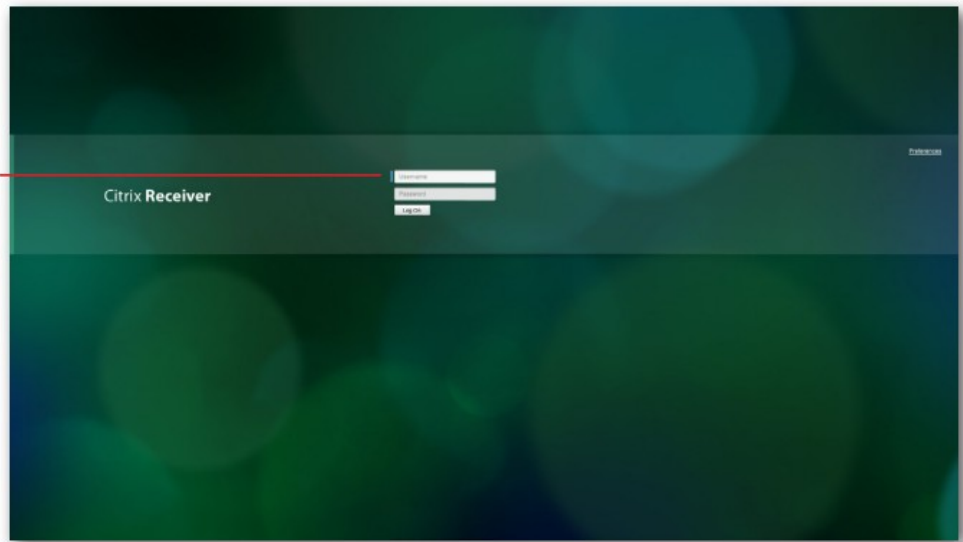 Preferences
Username
Citrix Receiver
Password
Log On